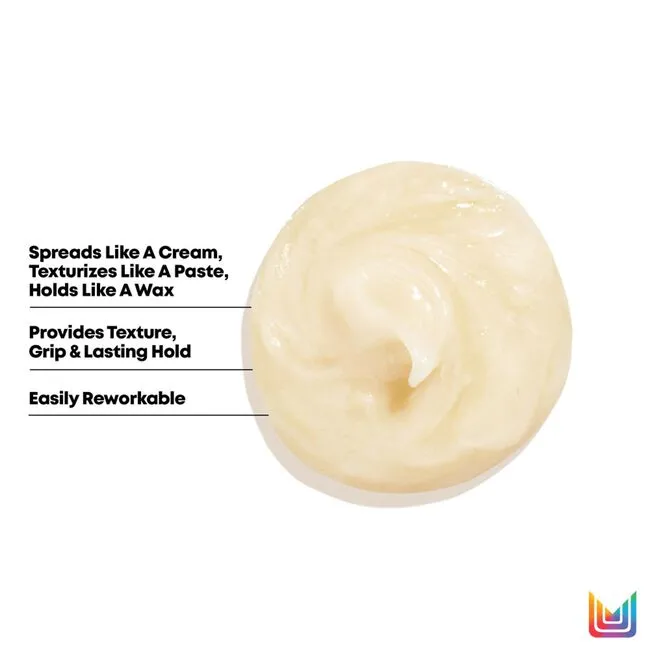 Spreads Like A Cream,
Texturizes Like A Paste,
Holds Like A Wax
Provides Texture,
Grip & Lasting Hold
Easily Reworkable